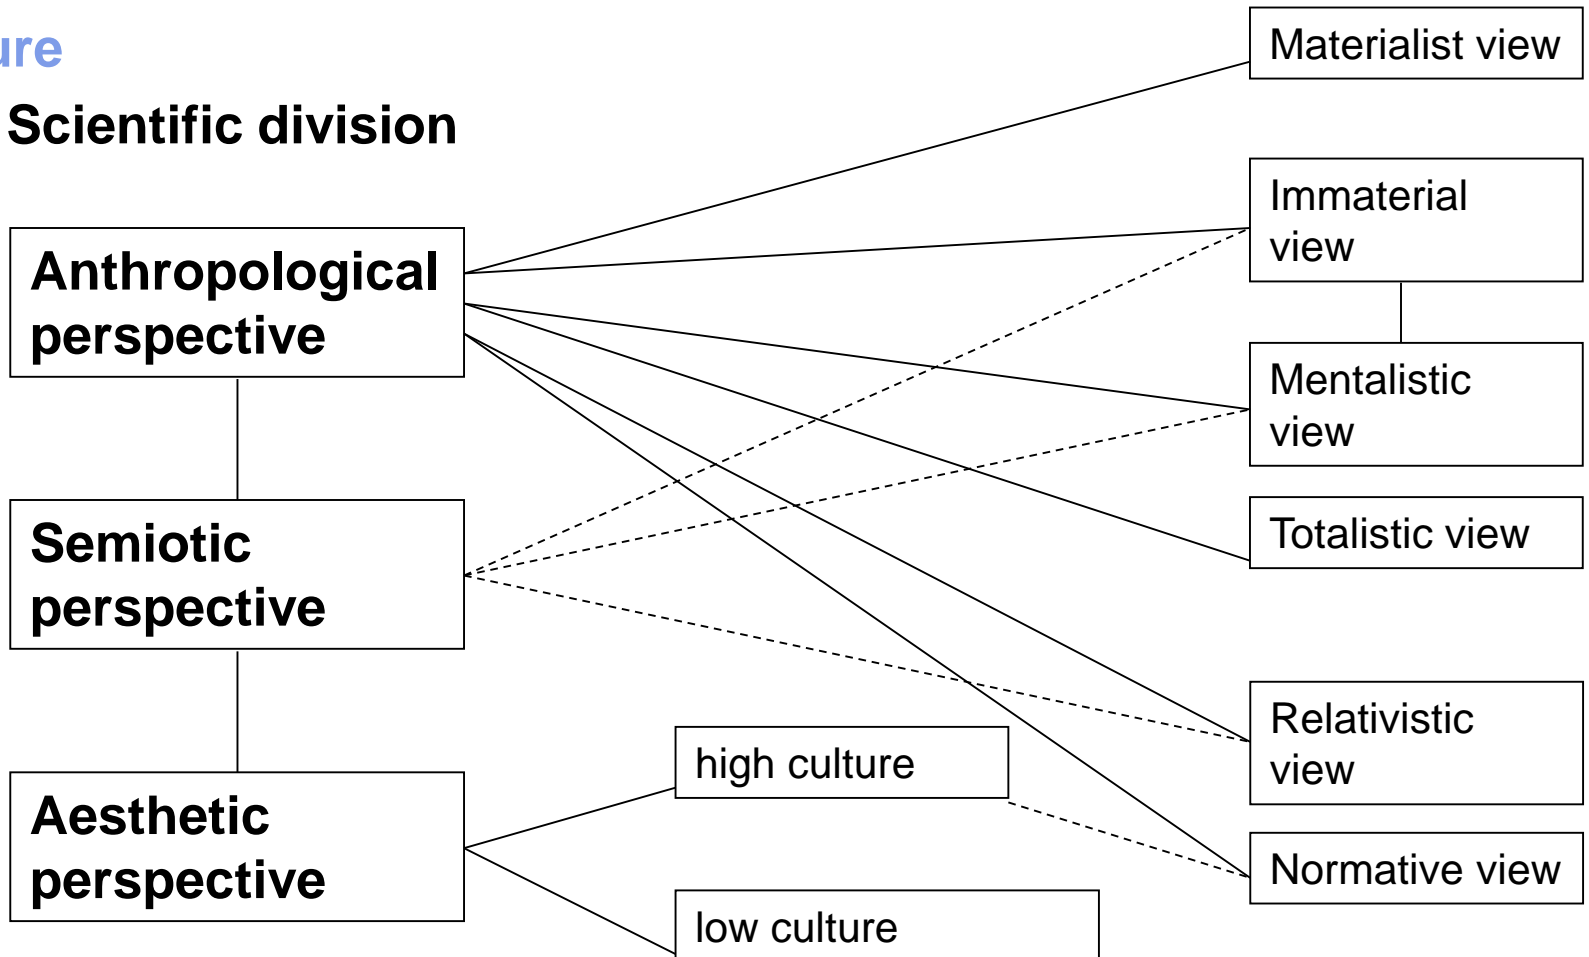 Scientific division
Anthropological
perspective
Semiotic
perspective
Aesthetic
perspective
high culture
low culture
Materialist view
Immaterial
view
Mentalistic
view
Totalistic view
Relativistic
view
Normative view